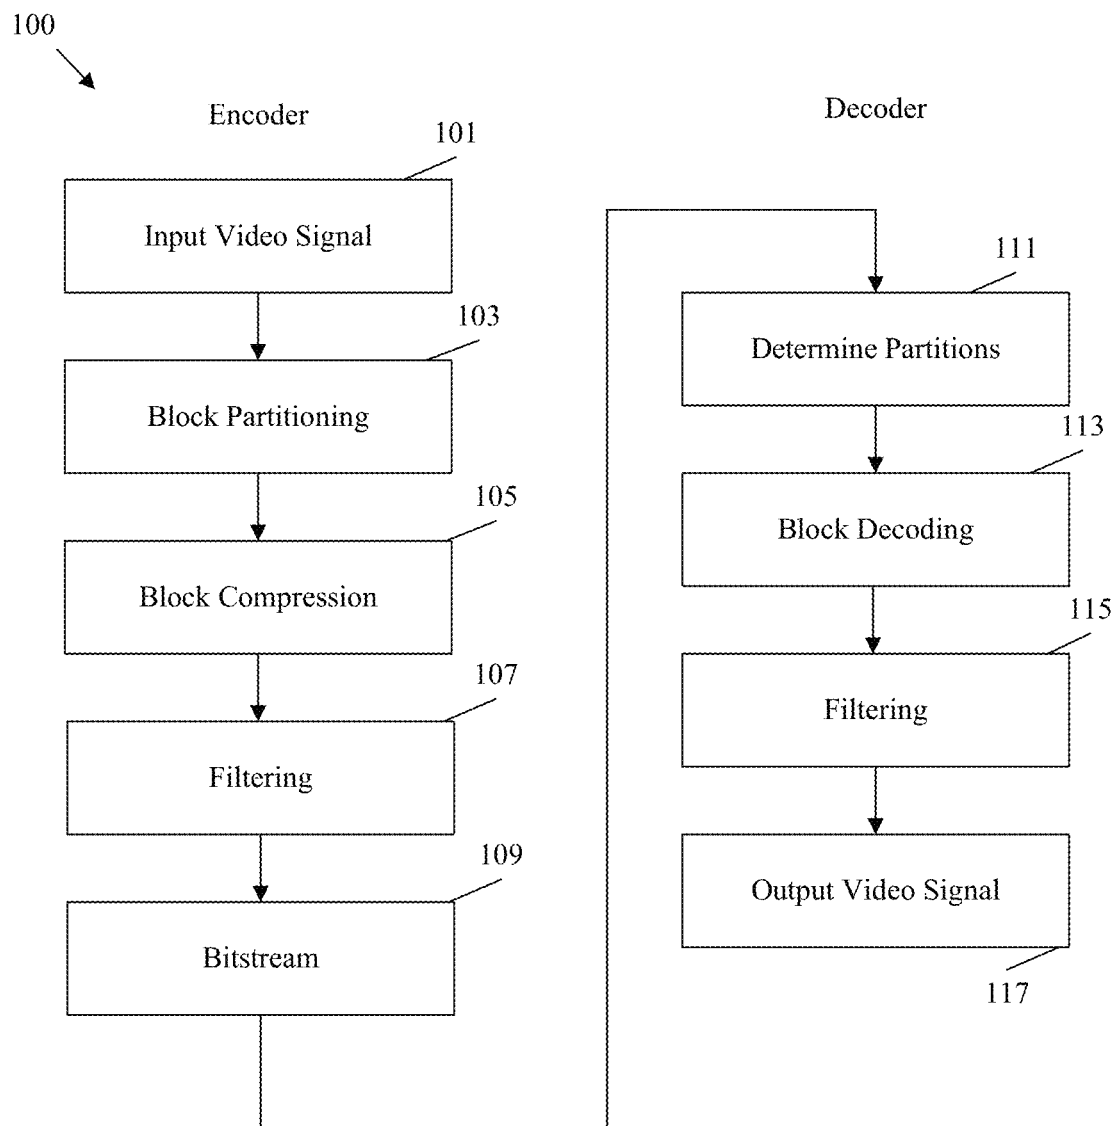 100
Encoder
101
Input Video Signal
103
Block Partitioning
105
Block Compression
107
Filtering
109
Bitstream
Decoder
111
Determine Partitions
113
Block Decoding
115
Filtering
Output Video Signal
117